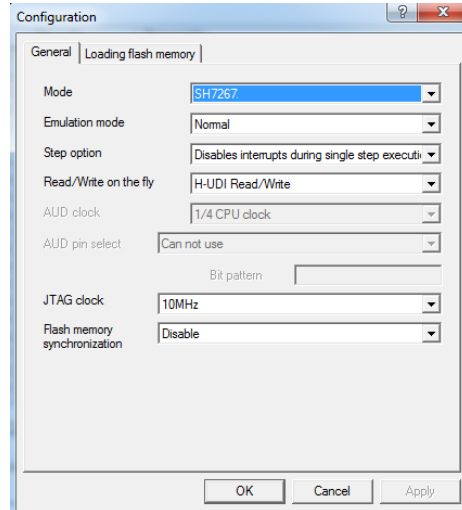 Configuration
?
General
Loading flash memory
Mode
SH7267
Emulation mode
Normal
Step option
Disables interrupts during single step executi
Read/Write on the fly
H-UDI Read/Write
AUD clock
1/4 CPU clock
AUD pin select
Can not use
Bit pattern
JTAG clock
10MHz
Flash memory
synchronization
Disable
OK
Cancel
Apply